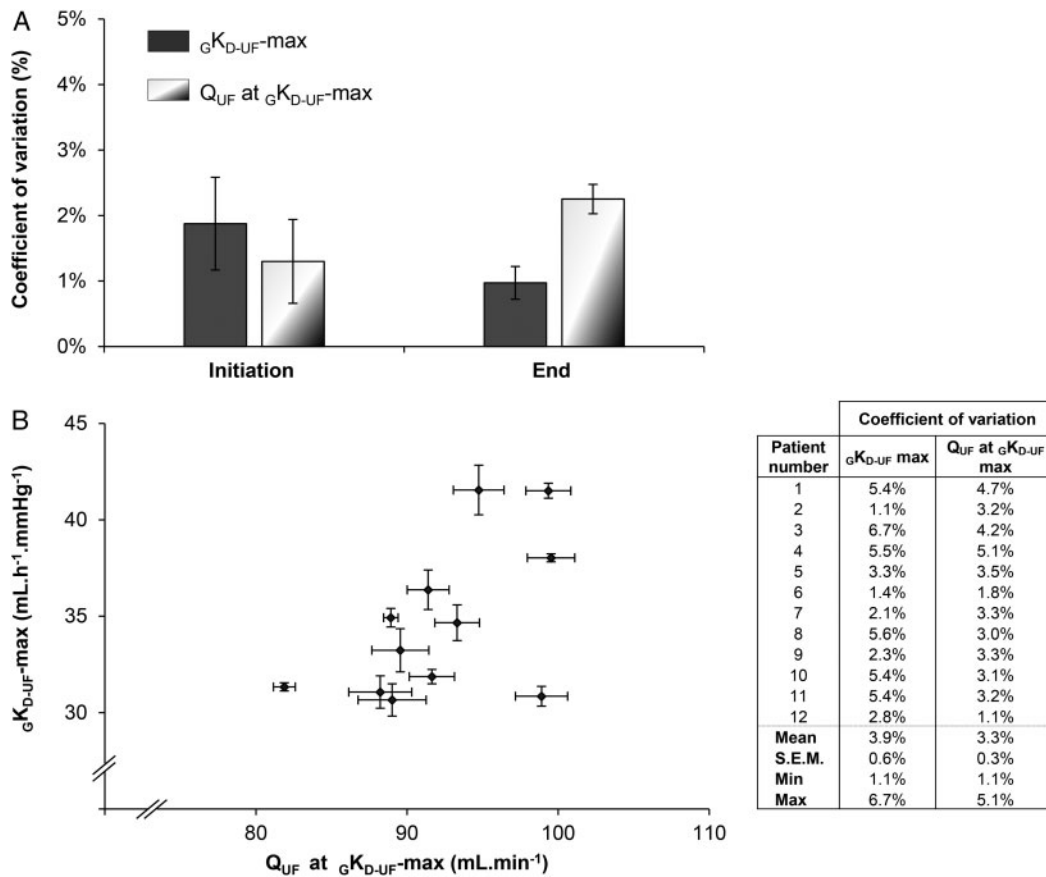 A
5%
4%
3%
2%
1%
0%
Coefficient of variation (%)
GKD-UF-max
QUF at GKD-UF-max
Initiation
End
B
45
40
35
30
GKD-UF-max (mL.h-1.mmHg-1)
80
90
100
110
QUF at GKD-UF-max (mL.min-1)
Coefficient of variation
Patient number GKD-UF max QUF at GKD-UF max
1 5.4% 4.7%
2 1.1% 3.2%
3 6.7% 4.2%
4 5.5% 5.1%
5 3.3% 3.5%
6 1.4% 1.8%
7 2.1% 3.3%
8 5.6% 3.0%
9 2.3% 3.3%
10 5.4% 3.1%
11 5.4% 3.2%
12 2.8% 1.1%
Mean 3.9% 3.3%
S.E.M. 0.6% 0.3%
Min 1.1% 1.1%
Max 6.7% 5.1%